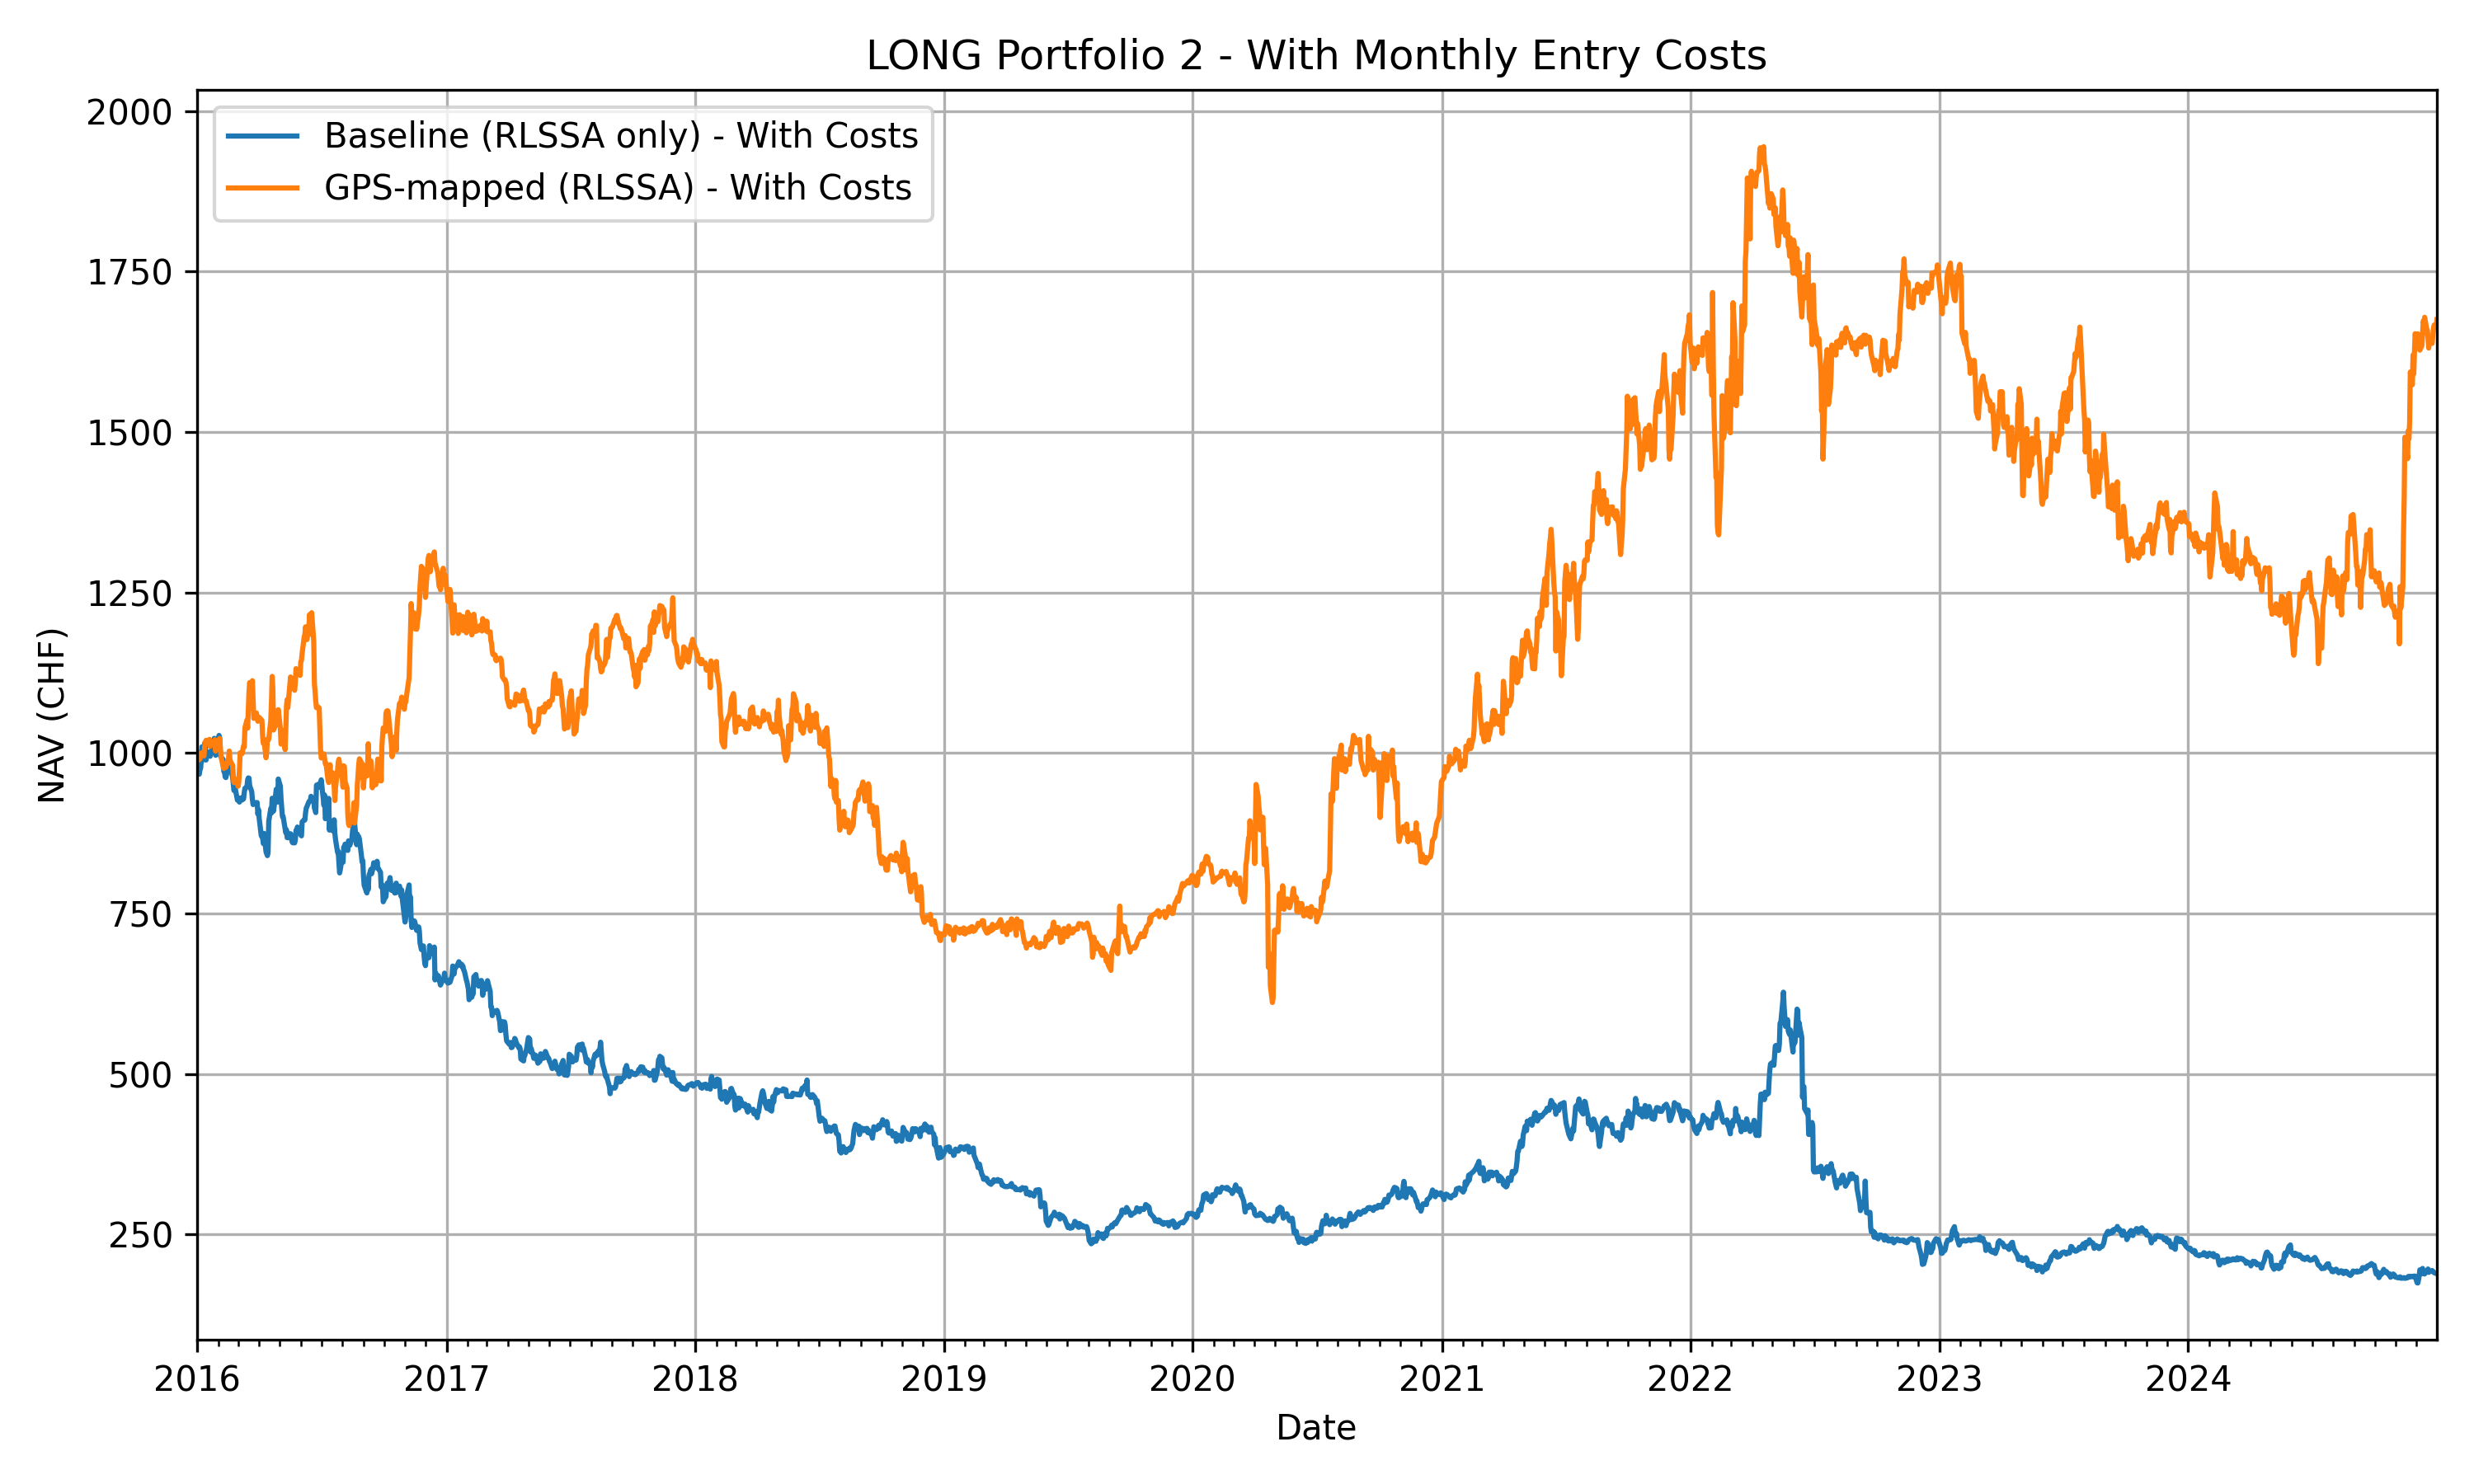 LONG Portfolio 2 - With Monthly Entry Costs
Baseline (RLSSA only) - With Costs
GPS-mapped (RLSSA) - With Costs
2000
1750
1500
1250
1000
750
500
250
NAV (CHF)
2016 2017 2018 2019 2020 2021 2022 2023 2024
Date